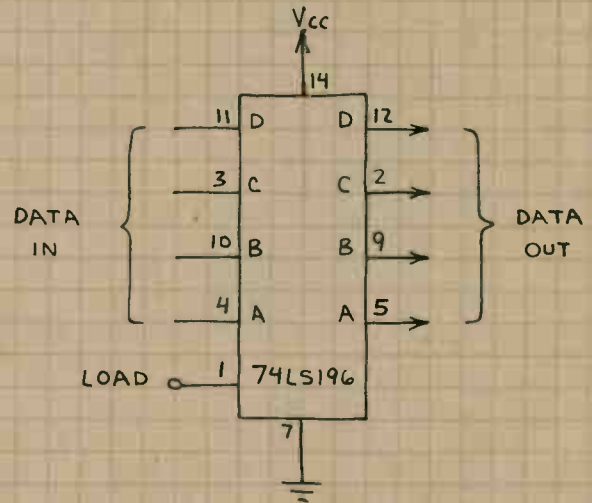 Vcc
14
11 D D 12
3 C C 2
DATA IN
10 B B 9
DATA OUT
4 A A 5
LOAD 1 74LS196
7